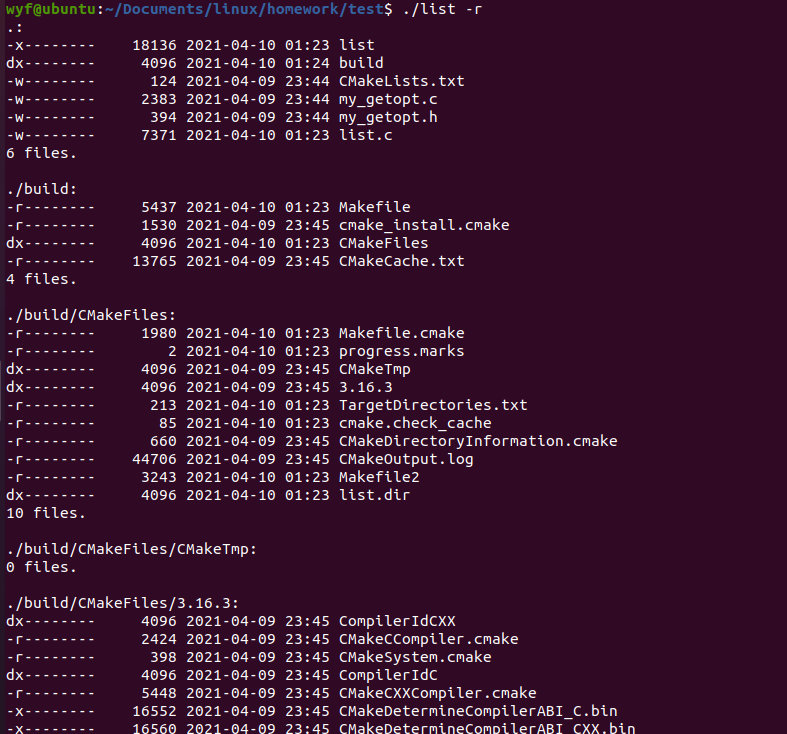 wyf@ubuntu:~/Documents/linux/homework/test$ ./list -r
.:
-x-------- 18136 2021-04-10 01:23 list
dx-------- 4096 2021-04-10 01:24 build
-w-------- 124 2021-04-09 23:44 CMakeLists.txt
-w-------- 2383 2021-04-09 23:44 my_getopt.c
-w-------- 394 2021-04-09 23:44 my_getopt.h
-w-------- 7371 2021-04-10 01:23 list.c
6 files.

./build:
-r-------- 5437 2021-04-10 01:23 Makefile
-r-------- 1530 2021-04-09 23:45 cmake_install.cmake
dx-------- 4096 2021-04-10 01:23 CMakeFiles
-r-------- 13765 2021-04-09 23:45 CMakeCache.txt
4 files.

./build/CMakeFiles:
-r-------- 1980 2021-04-10 01:23 Makefile.cmake
-r-------- 2 2021-04-10 01:23 progress.marks
dx-------- 4096 2021-04-09 23:45 CMakeTmp
dx-------- 4096 2021-04-09 23:45 3.16.3
-r-------- 213 2021-04-10 01:23 TargetDirectories.txt
-r-------- 85 2021-04-10 01:23 cmake.check_cache
-r-------- 660 2021-04-09 23:45 CMakeDirectoryInformation.cmake
-r-------- 44706 2021-04-09 23:45 CMakeOutput.log
-r-------- 3243 2021-04-10 01:23 Makefile2
dx-------- 4096 2021-04-10 01:23 list.dir
10 files.

./build/CMakeFiles/CMakeTmp:
0 files.

./build/CMakeFiles/3.16.3:
dx-------- 4096 2021-04-09 23:45 CompilerIdCXX
-r-------- 2424 2021-04-09 23:45 CMakeCCompiler.cmake
-r-------- 398 2021-04-09 23:45 CMakeSystem.cmake
dx-------- 4096 2021-04-09 23:45 CompilerIdC
-r-------- 5448 2021-04-09 23:45 CMakeCXXCompiler.cmake
-x-------- 16552 2021-04-09 23:45 CMakeDetermineCompilerABI_C.bin
-x-------- 16560 2021-04-09 23:45 CMakeDetermineCompilerABI_CXX.bin